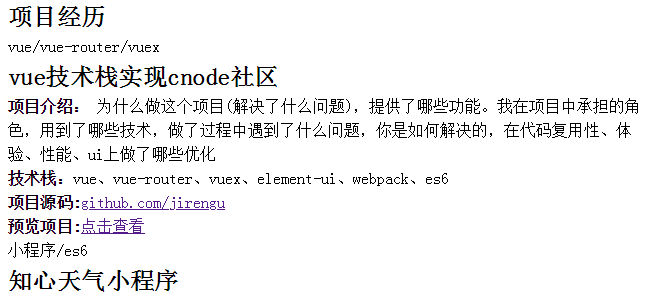 项目经历
vue/vue-router/vuex
vue技术栈实现cnode社区
项目介绍： 为什么做这个项目(解决了什么问题)，提供了哪些功能。我在项目中承担的角
色，用到了哪些技术，做了过程中遇到了什么问题，你是如何解决的，在代码复用性、体
验、性能、ui上做了哪些优化
技术栈：vue、vue-router、vuex、element-ui、webpack、es6
项目源码:github.com/jirengu
预览项目:点击查看
小程序/es6
知心天气小程序